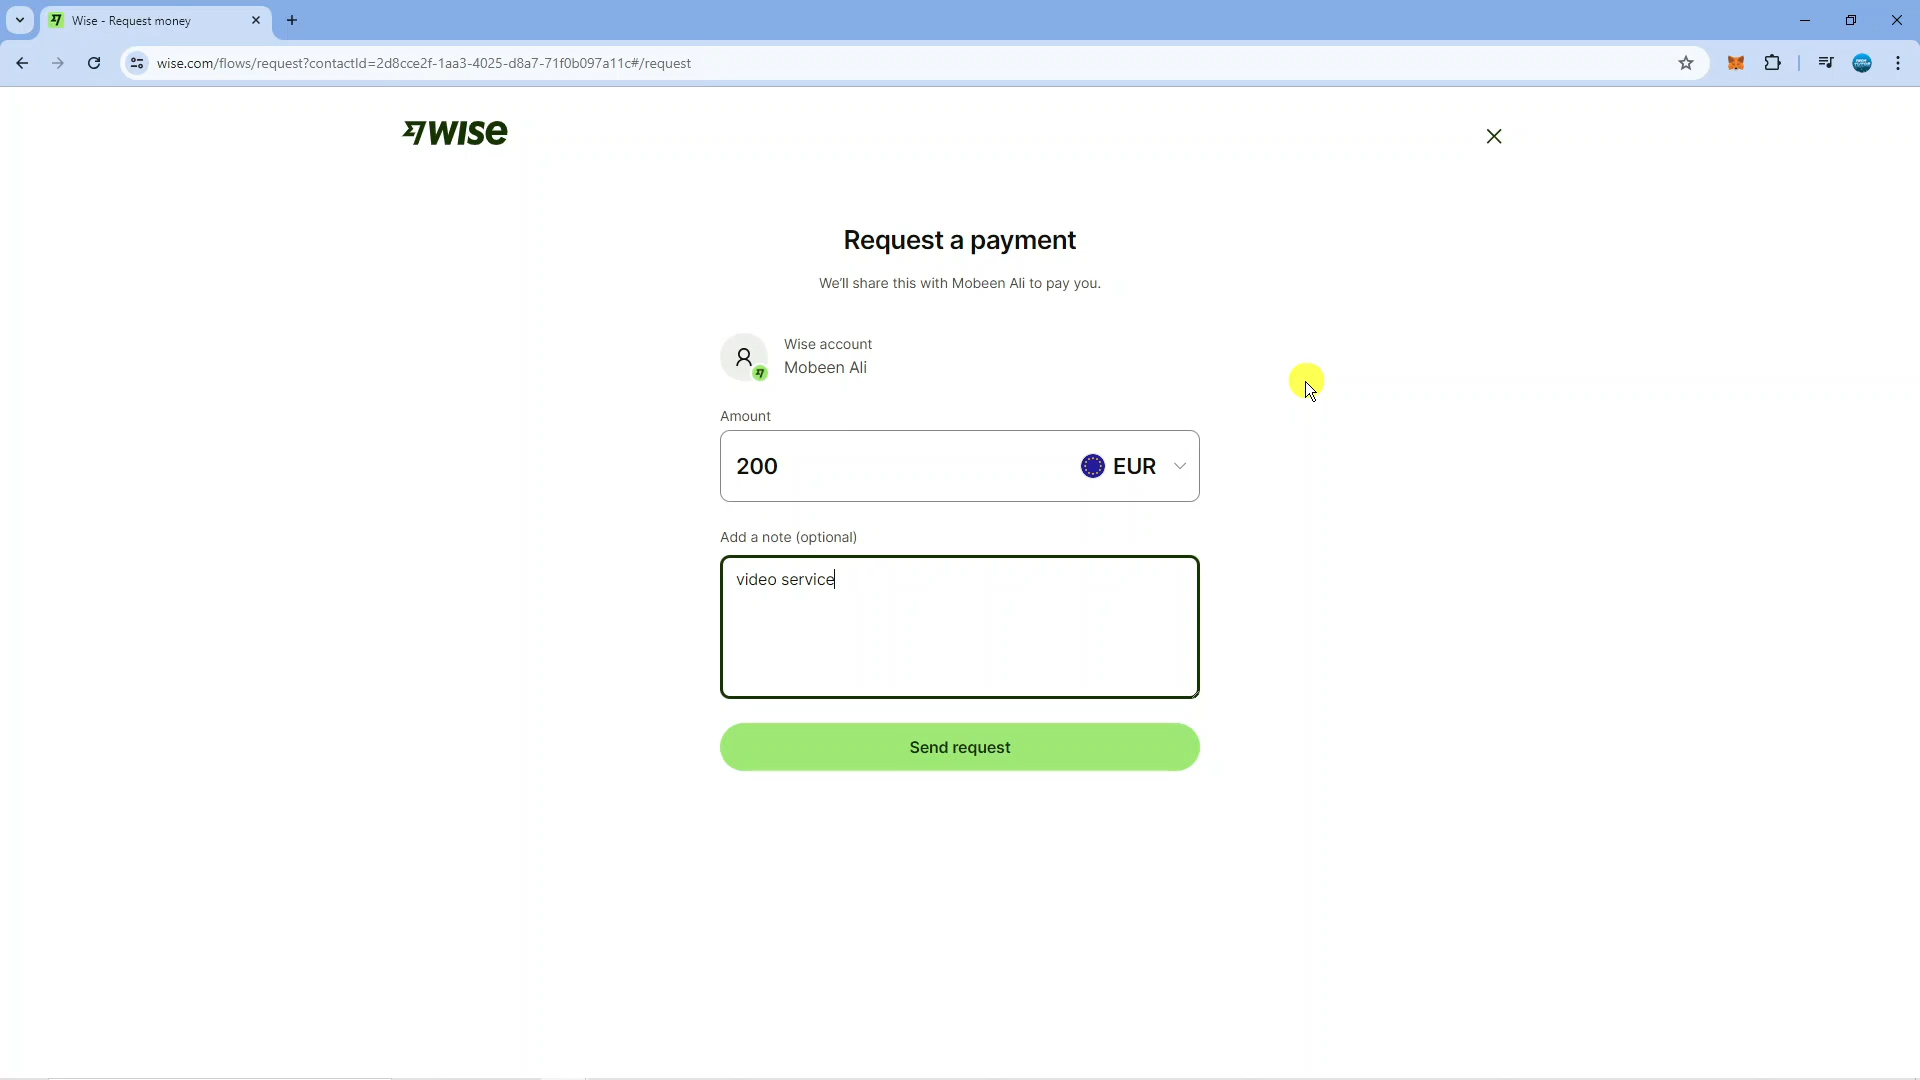 Wise - Request money
wise.com/flows/request?contactId=2d8cce2f-1aa3-4025-d8a7-71f0b097a11c#/request
WISE
Request a payment
We'll share this with Mobeen Ali to pay you.
Wise account
Mobeen Ali
Amount
200 EUR
Add a note (optional)
video service
Send request